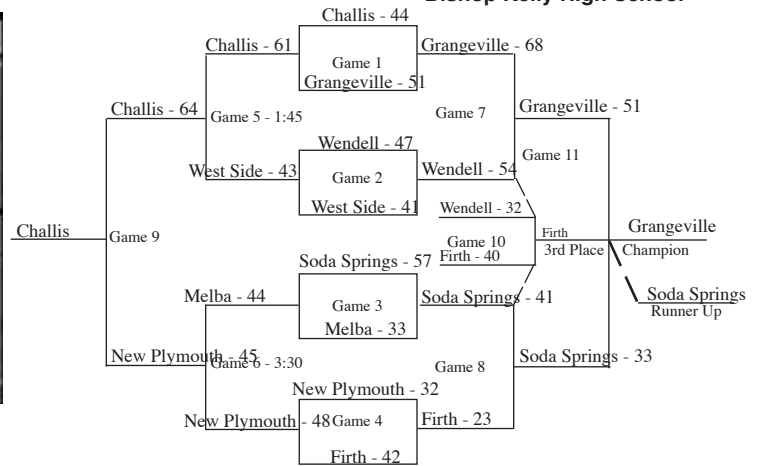 Bishop Kelly High School
Challis - 44
Challis - 61
Grangeville - 68
Game 1
Grangeville - 51
Challis - 64
Game 5 - 1:45
Game 7
Grangeville - 51
Wendell - 47
Game 11
West Side - 43
Game 2
Wendell - 54
West Side - 41
Wendell - 32
Challis
Game 9
Game 10
Firth
3rd Place
Grangeville
Champion
Firth - 40
Soda Springs - 57
Melba - 44
Game 3
Soda Springs - 41
Soda Springs
Runner Up
Melba - 33
New Plymouth - 45
Game 6 - 3:30
Game 8
Soda Springs - 33
New Plymouth - 32
New Plymouth - 48
Game 4
Firth - 23
Firth - 42